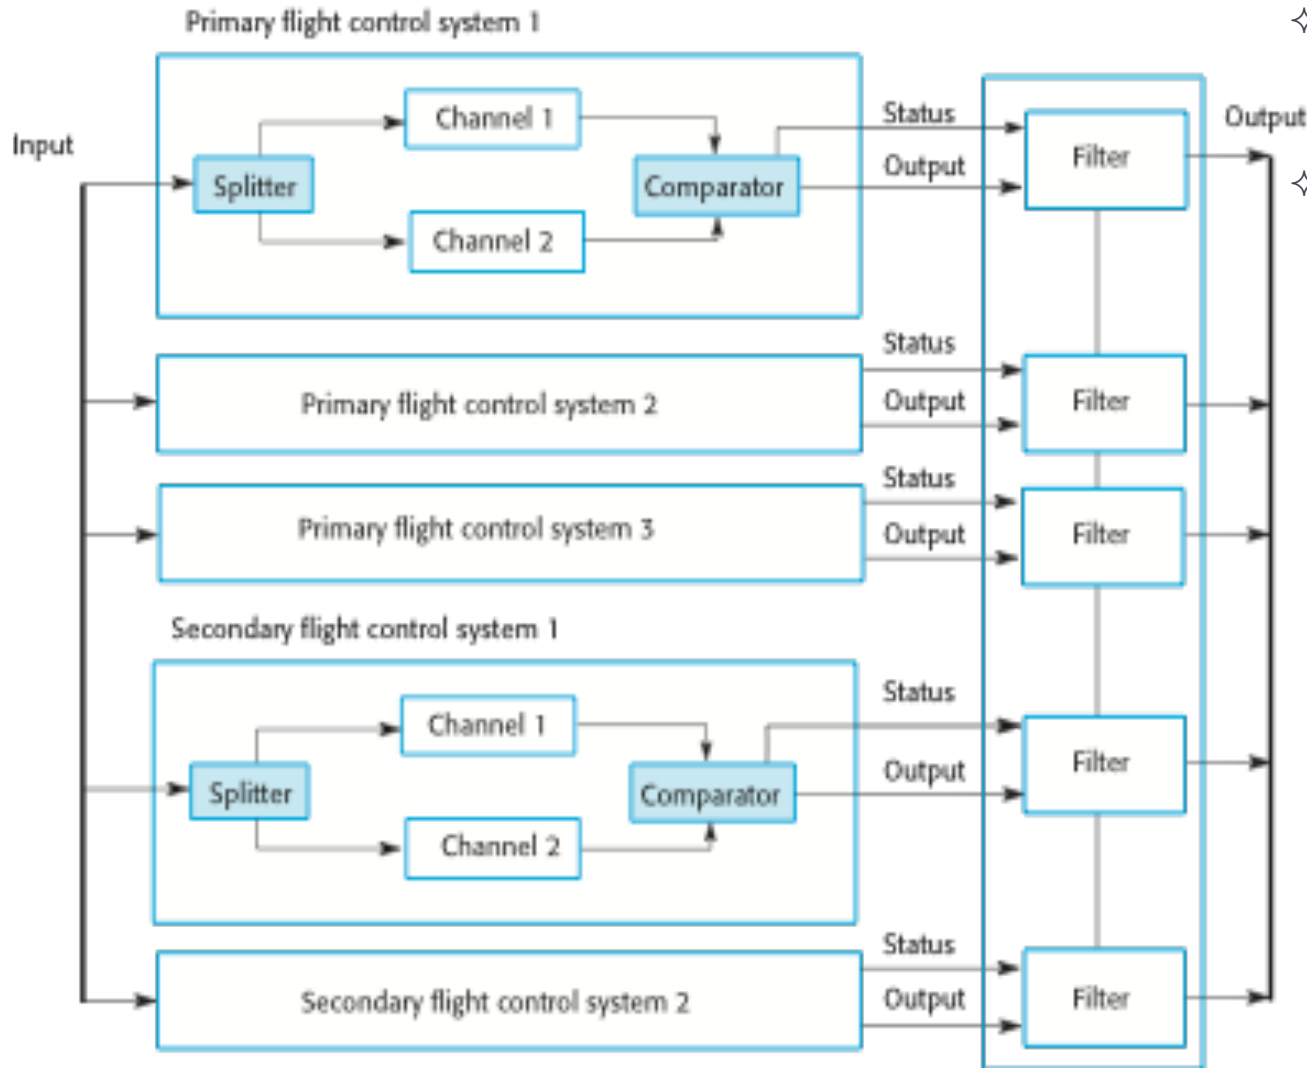 Primary flight control system 1
Input
Splitter
Channel 1
Channel 2
Comparator
Status
Output
Filter
Output
Primary flight control system 2
Status
Output
Filter
Primary flight control system 3
Status
Output
Filter
Secondary flight control system 1
Splitter
Channel 1
Channel 2
Comparator
Status
Output
Filter
Secondary flight control system 2
Status
Output
Filter